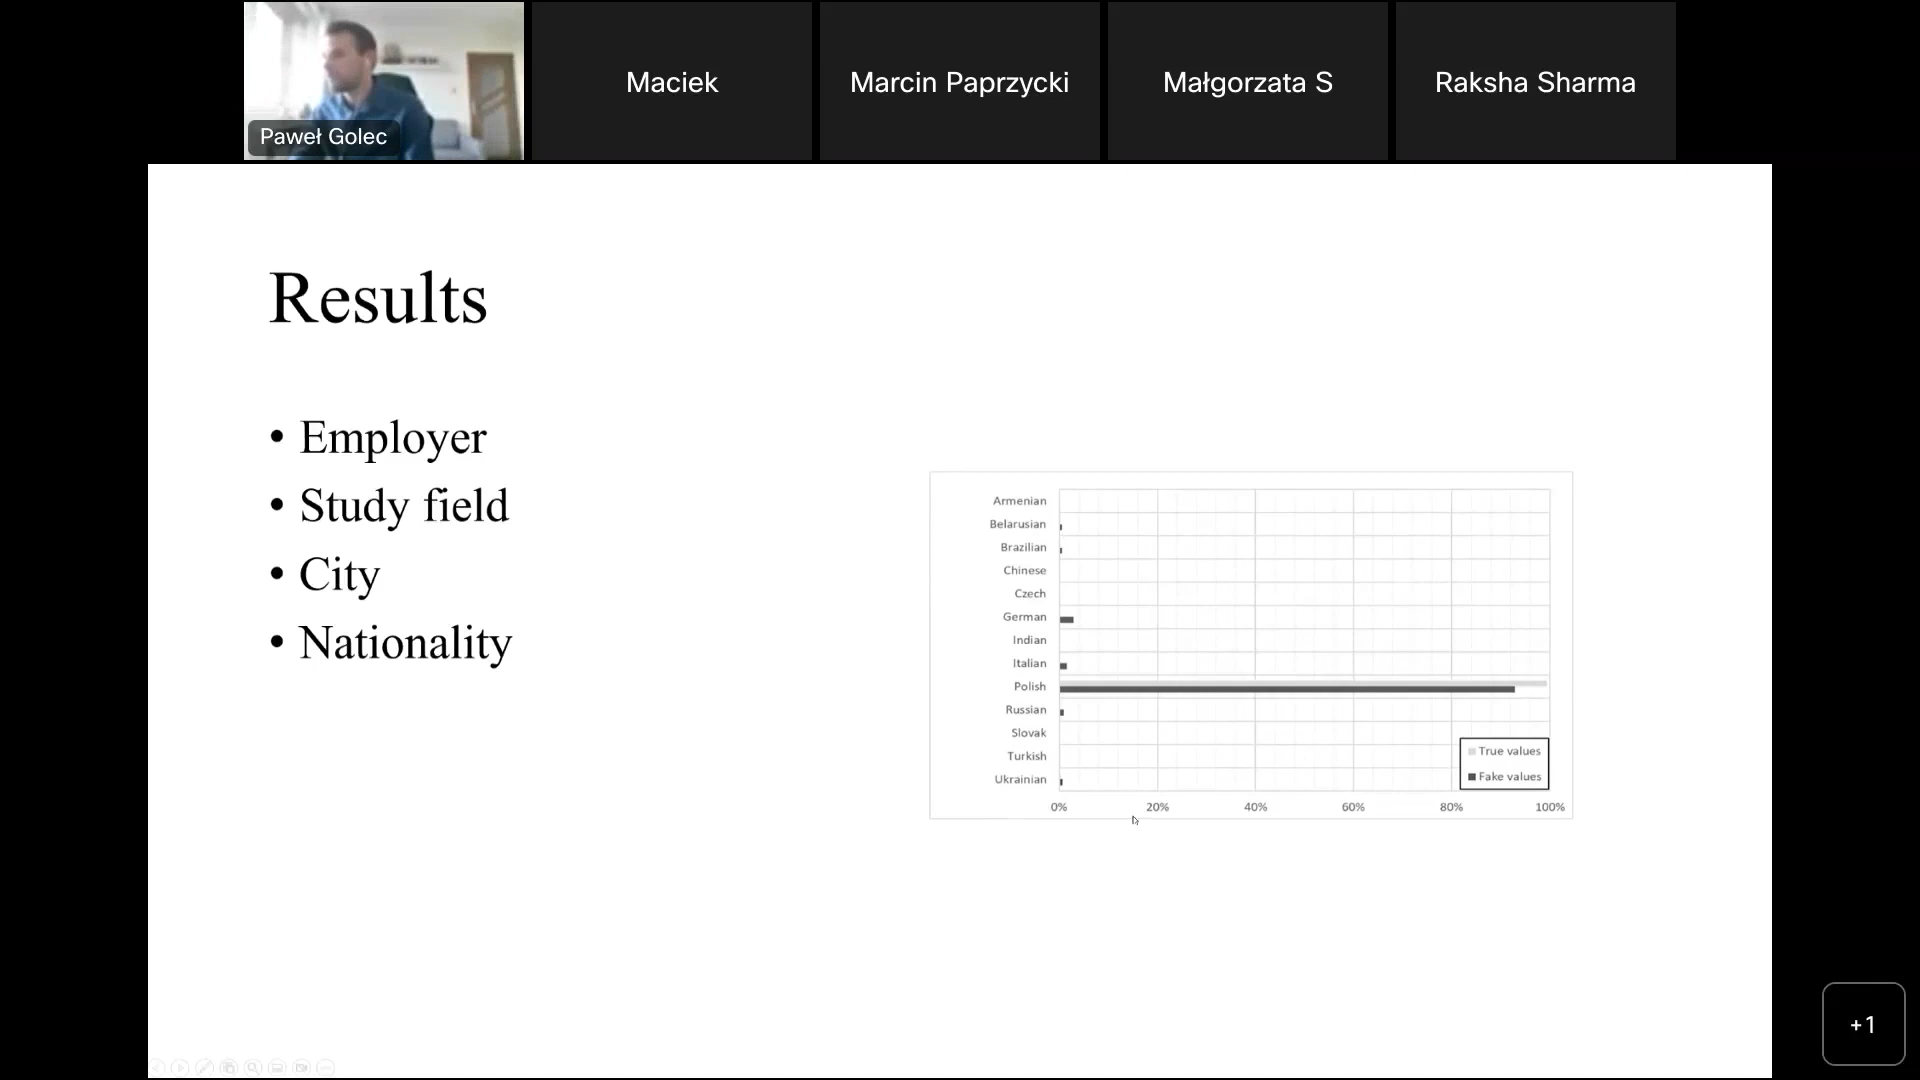 Paweł Golec
Maciek
Marcin Paprzycki
Małgorzata S
Raksha Sharma
Results
• Employer
• Study field
• City
• Nationality
Armenian
Belarusian
Brazilian
Chinese
Czech
German
Indian
Italian
Polish
Russian
Slovak
Turkish
Ukrainian
True values
Fake values
0% 20% 40% 60% 80% 100%
+1